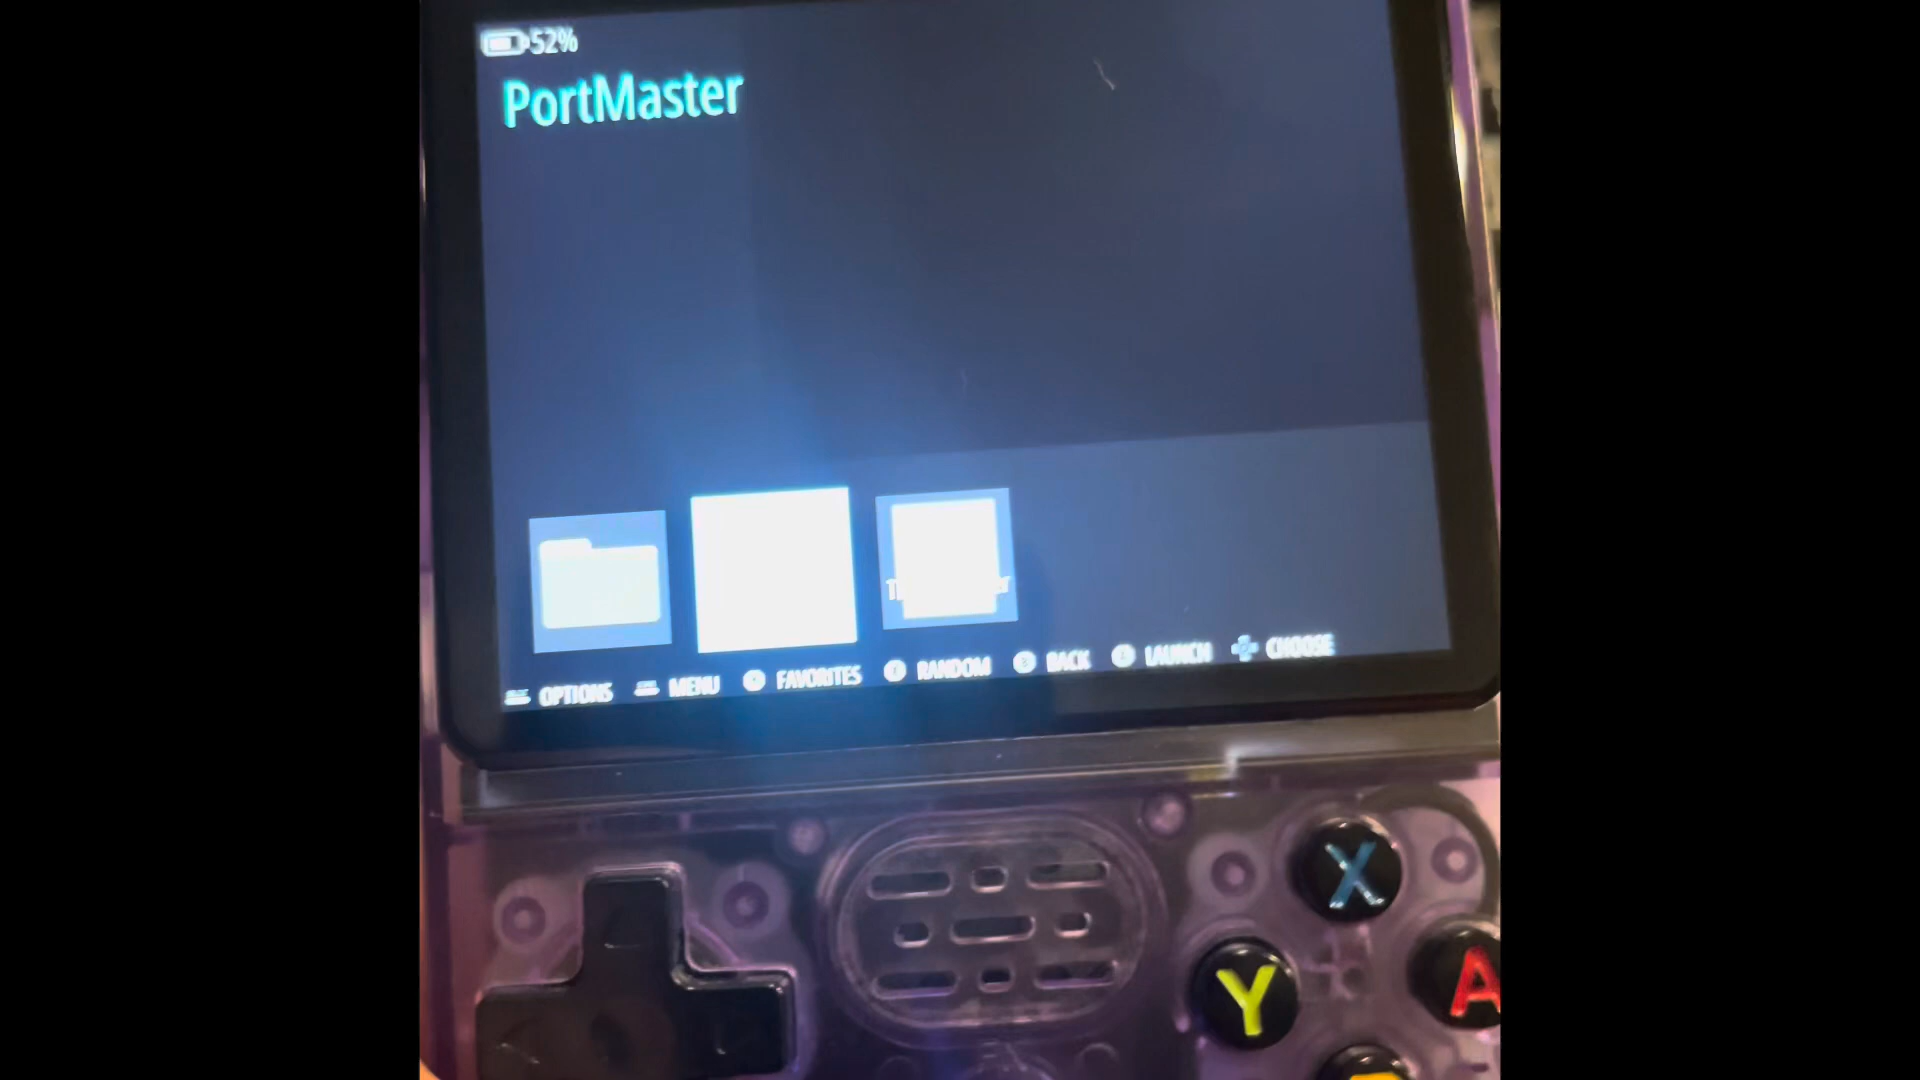 52%
PortMaster
OPTIONS MENU FAVORITES RANDOM BACK LAUNCH CHOOSE
X
Y
A